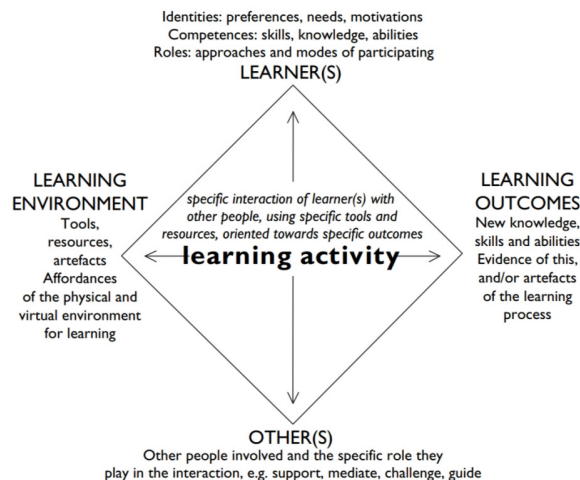 Identities: preferences, needs, motivations
Competences: skills, knowledge, abilities
Roles: approaches and modes of participating
LEARNER(S)
LEARNING
ENVIRONMENT
Tools,
resources,
artefacts
Affordances
of the physical and
virtual environment
for learning
specific interaction of learner(s) with
other people, using specific tools and
resources, oriented towards specific outcomes
learning activity
LEARNING
OUTCOMES
New knowledge,
skills and abilities
Evidence of this,
and/or artefacts
of the learning
process
OTHER(S)
Other people involved and the specific role they
play in the interaction, e.g. support, mediate, challenge, guide